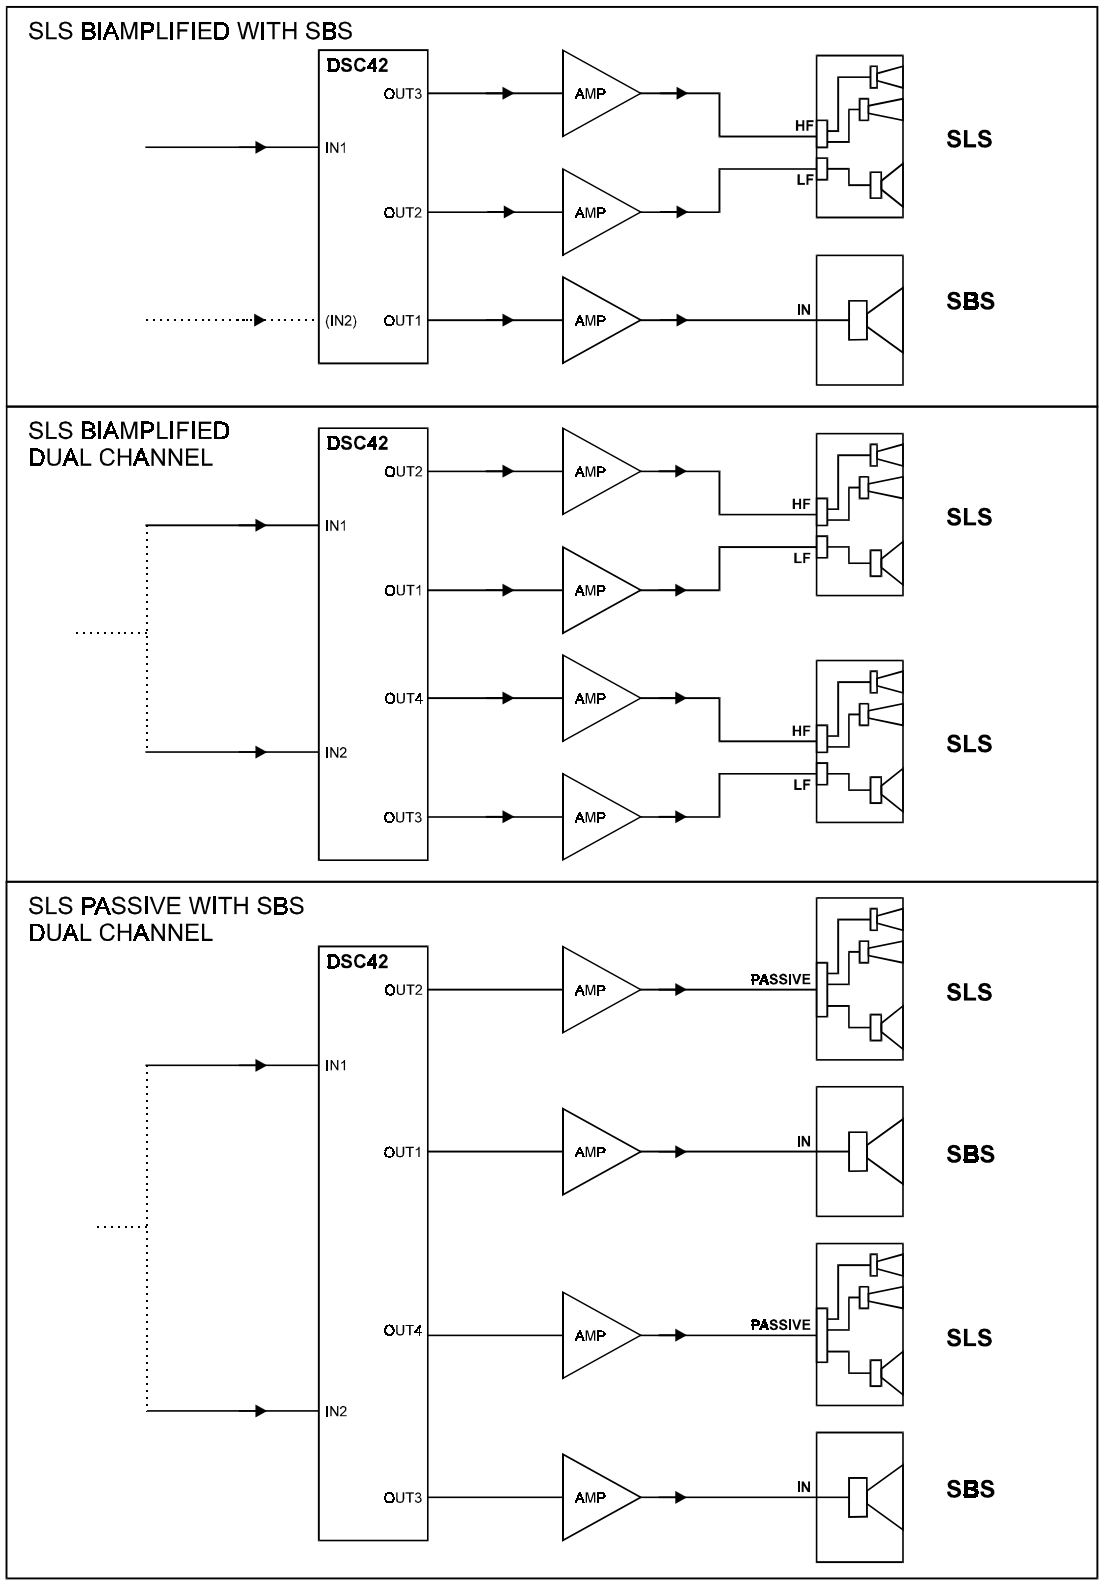 SLS BIAMPLIFIED WITH SBS
DSC42
OUT3
AMP
HF
SLS
IN1
LF
OUT2
AMP
(IN2)
OUT1
AMP
IN
SBS
SLS BIAMPLIFIED
DUAL CHANNEL
DSC42
OUT2
AMP
HF
SLS
IN1
LF
OUT1
AMP
OUT4
AMP
HF
SLS
IN2
LF
OUT3
AMP
SLS PASSIVE WITH SBS
DUAL CHANNEL
DSC42
OUT2
AMP
PASSIVE
SLS
IN1
OUT1
AMP
IN
SBS
OUT4
AMP
PASSIVE
SLS
IN2
OUT3
AMP
IN
SBS